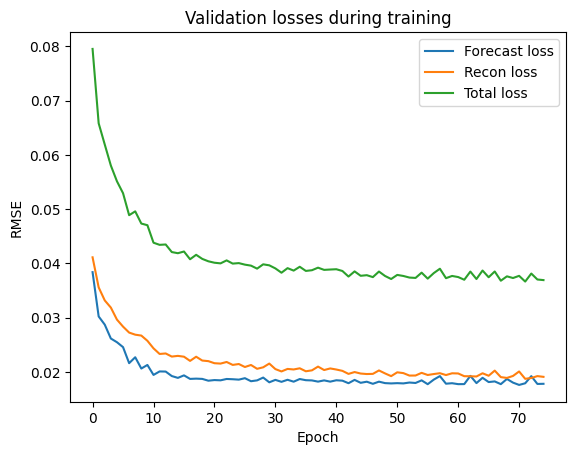 Validation losses during training
0.08
0.07
0.06
0.05
0.04
0.03
0.02
RMSE
Forecast loss
Recon loss
Total loss
0 10 20 30 40 50 60 70
Epoch